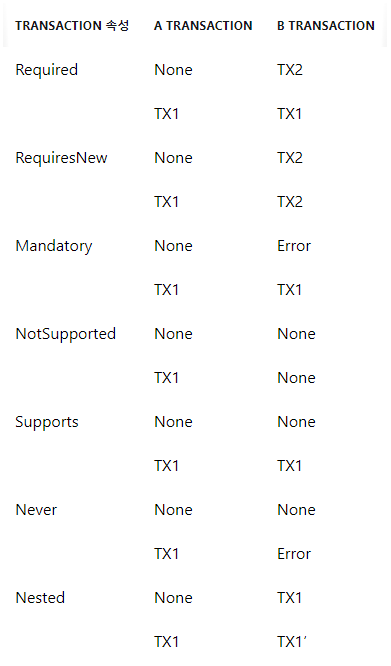 TRANSACTION 속성 A TRANSACTION B TRANSACTION
Required None TX2
TX1 TX1
RequiresNew None TX2
TX1 TX2
Mandatory None Error
TX1 TX1
NotSupported None None
TX1 None
Supports None None
TX1 TX1
Never None None
TX1 Error
Nested None TX1
TX1 TX1′